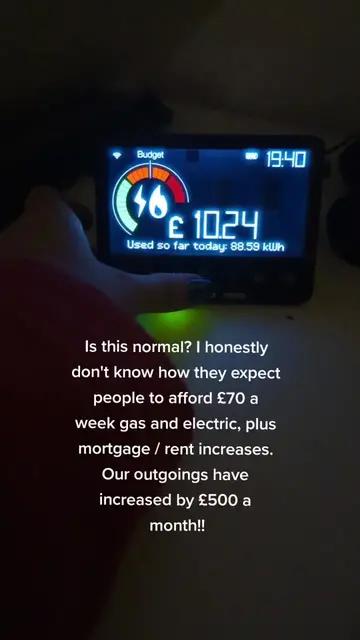 Budget
19:40
£ 10.24
Used so far today: 88.59 kWh
Is this normal? I honestly
don't know how they expect
people to afford £70 a
week gas and electric, plus
mortgage / rent increases.
Our outgoings have
increased by £500 a
month!!